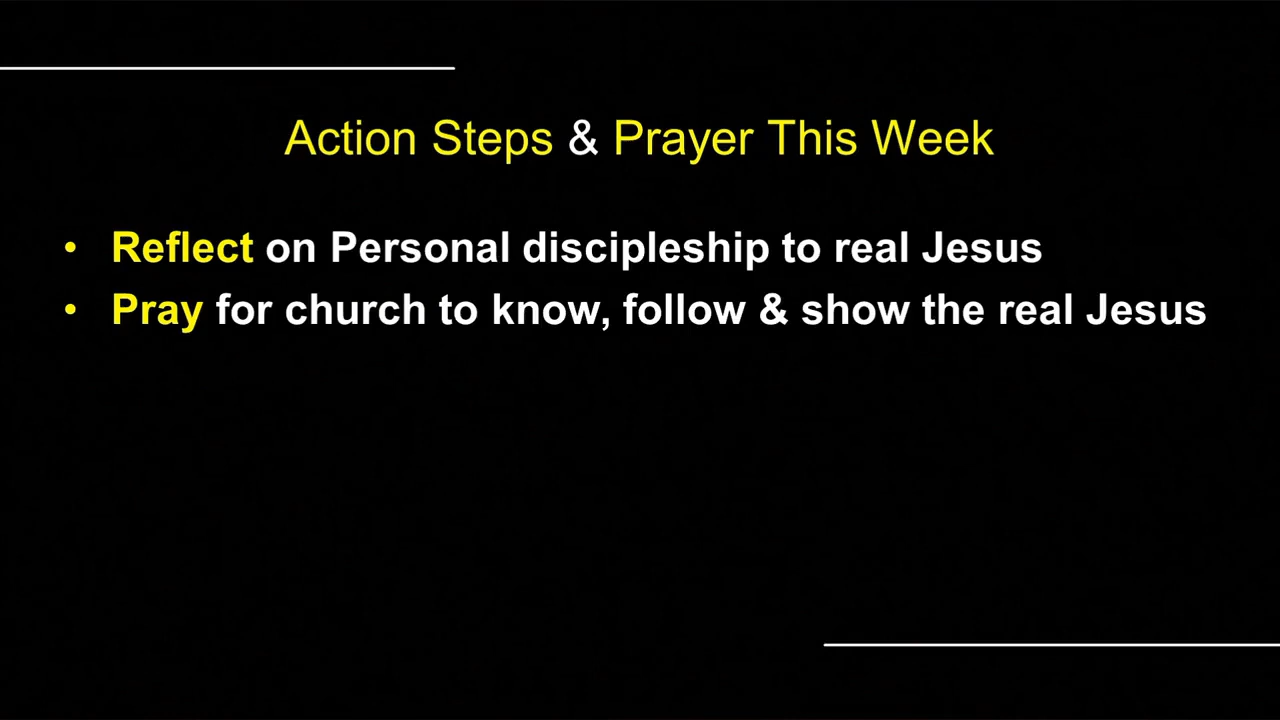 Action Steps & Prayer This Week
• Reflect on Personal discipleship to real Jesus
• Pray for church to know, follow & show the real Jesus